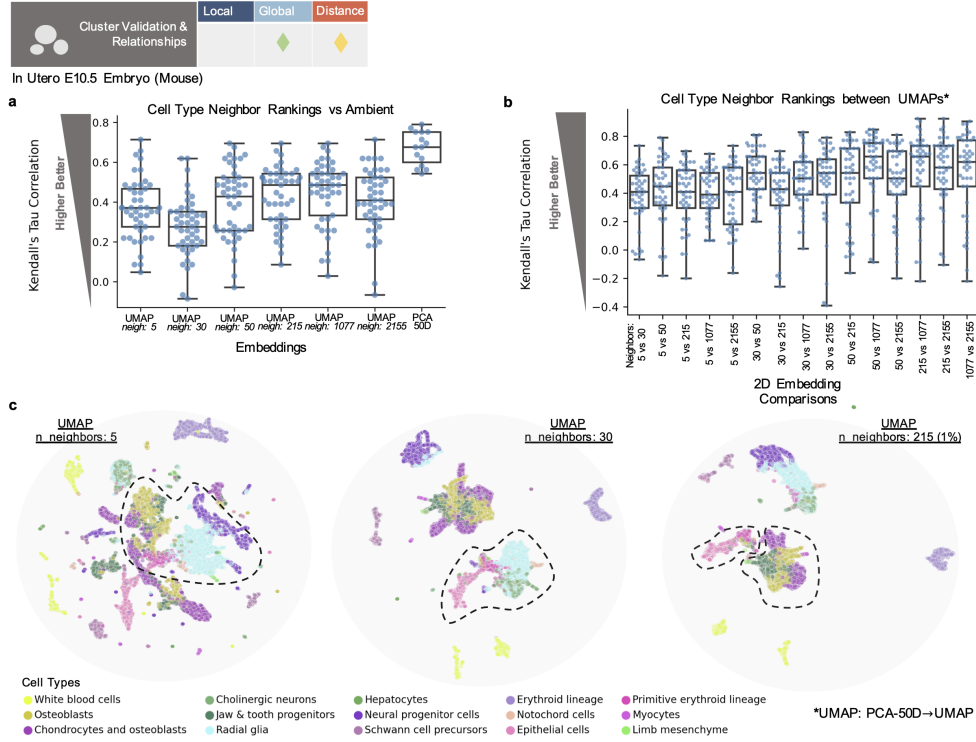 Local Global Distance
Cluster Validation &
Relationships
In Utero E10.5 Embryo (Mouse)
a
Cell Type Neighbor Rankings vs Ambient
Higher Better
Kendall's Tau Correlation
0.8
0.6
0.4
0.2
0.0
UMAP UMAP UMAP UMAP UMAP UMAP PCA
neigh: 5 neigh: 30 neigh: 50 neigh: 215 neigh: 1077 neigh: 2155 50D
Embeddings
b
Cell Type Neighbor Rankings between UMAPs*
Higher Better
Kendall's Tau Correlation
0.8
0.6
0.4
0.2
0.0
−0.2
−0.4
Neighbors:
5 vs 30
5 vs 50
5 vs 215
5 vs 1077
5 vs 2155
30 vs 50
30 vs 215
30 vs 1077
30 vs 2155
50 vs 215
50 vs 1077
50 vs 2155
215 vs 1077
215 vs 2155
1077 vs 2155
2D Embedding
Comparisons
c
UMAP
n_neighbors: 5
UMAP
n_neighbors: 30
UMAP
n_neighbors: 215 (1%)
Cell Types
White blood cells Cholinergic neurons Hepatocytes Erythroid lineage Primitive erythroid lineage
Osteoblasts Jaw & tooth progenitors Neural progenitor cells Notochord cells Myocytes
Chondrocytes and osteoblasts Radial glia Schwann cell precursors Epithelial cells Limb mesenchyme
*UMAP: PCA-50D→UMAP